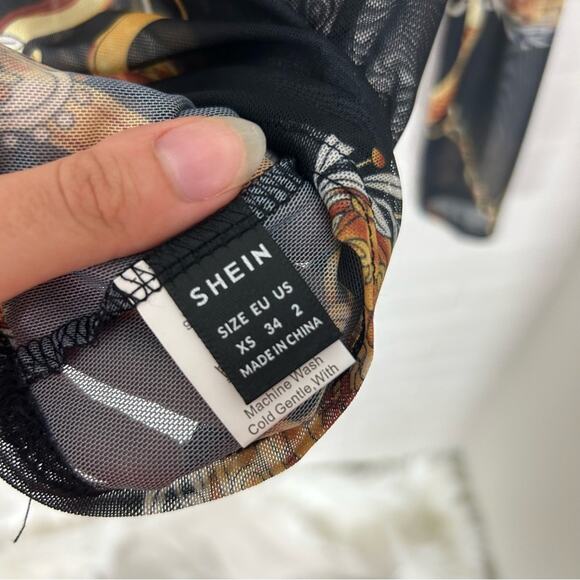 SHEIN
SIZE EU US
XS 34 2
MADE IN CHINA
Machine Wash
Cold Gentle,With